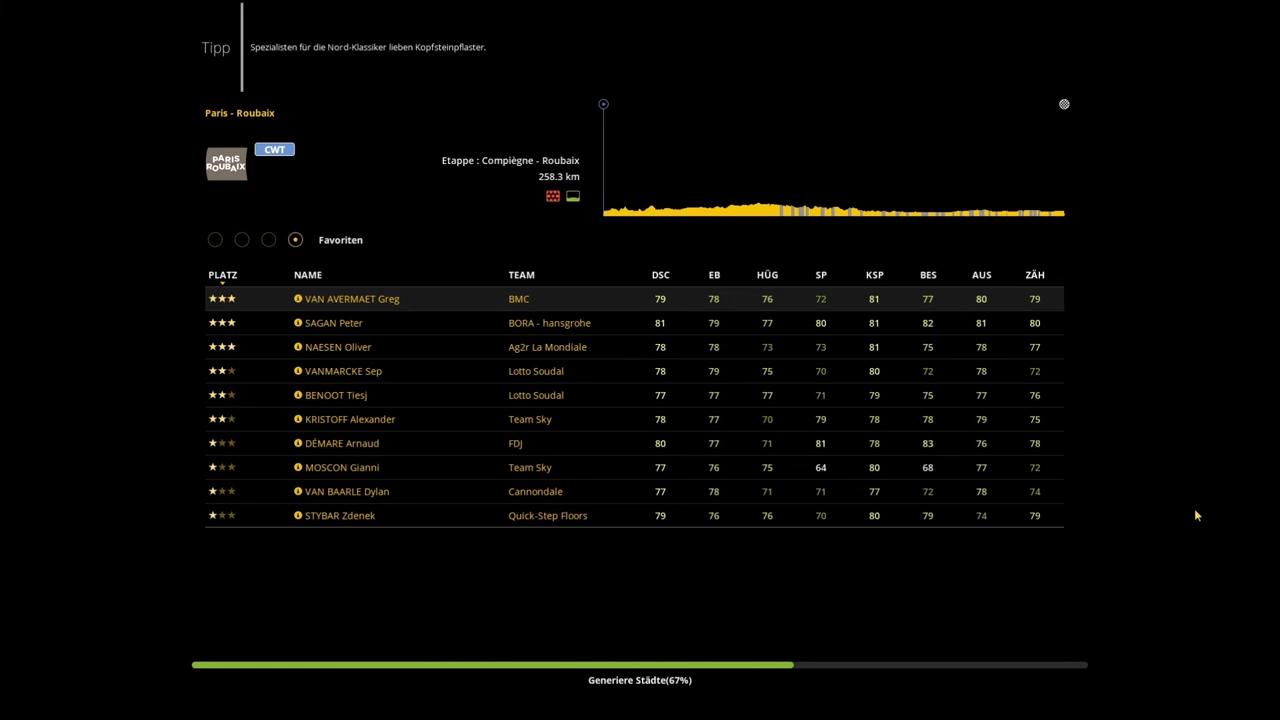 Tipp
Spezialisten für die Nord-Klassiker lieben Kopfsteinpflaster.
Paris - Roubaix
PARIS
ROUBAIX
CWT
Etappe : Compiègne - Roubaix
258.3 km
Favoriten
PLATZ NAME TEAM DSC EB HÜG SP KSP BES AUS ZÄH
VAN AVERMAET Greg BMC 79 78 76 72 81 77 80 79
SAGAN Peter BORA - hansgrohe 81 79 77 80 81 82 81 80
NAESEN Oliver Ag2r La Mondiale 78 78 73 73 81 75 78 77
VANMARCKE Sep Lotto Soudal 78 79 75 70 80 72 78 72
BENOOT Tiesj Lotto Soudal 77 77 77 71 79 75 77 76
KRISTOFF Alexander Team Sky 78 77 70 79 78 78 79 75
DÉMARE Arnaud FDJ 80 77 71 81 78 83 76 78
MOSCON Gianni Team Sky 77 76 75 64 80 68 77 72
VAN BAARLE Dylan Cannondale 77 78 71 71 77 72 78 74
STYBAR Zdenek Quick-Step Floors 79 76 76 70 80 79 74 79
Generiere Städte(67%)